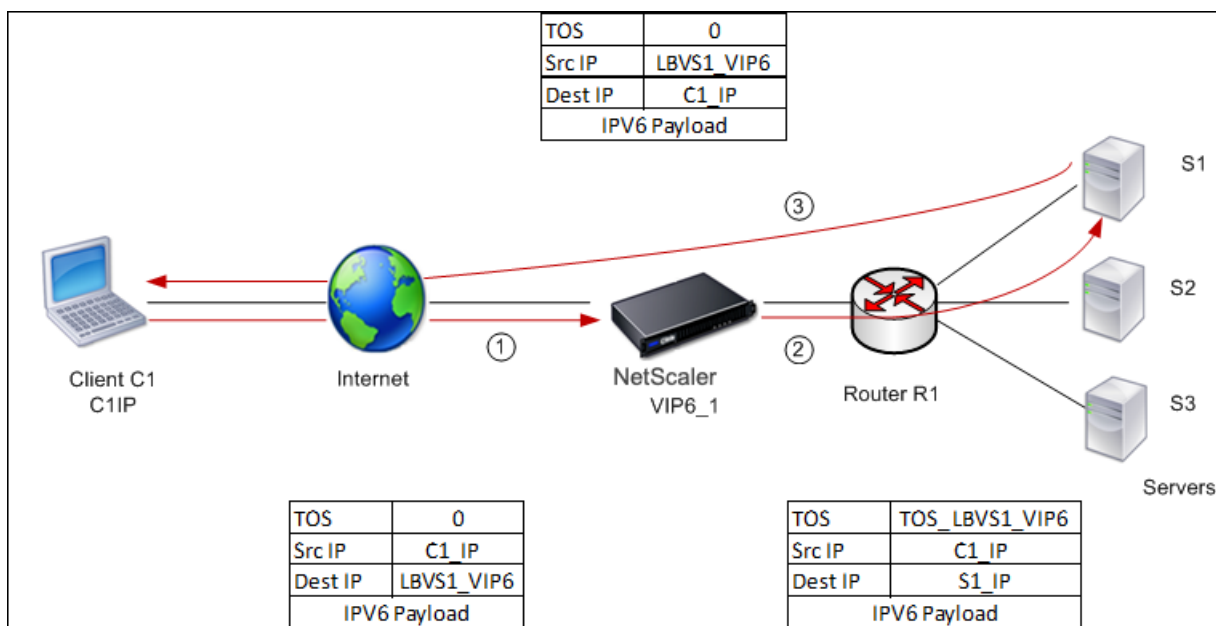 TOS 0
Src IP LBVS1_VIP6
Dest IP C1_IP
IPV6 Payload
S1
3
S2
1
2
Client C1
C1IP
Internet
NetScaler
VIP6_1
Router R1
S3
Servers
TOS 0
Src IP C1_IP
Dest IP LBVS1_VIP6
IPV6 Payload
TOS TOS_LBVS1_VIP6
Src IP C1_IP
Dest IP S1_IP
IPV6 Payload